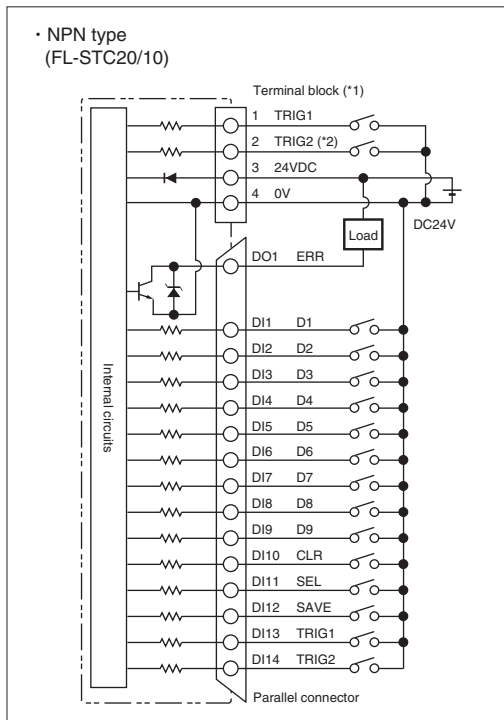 ・NPN type
(FL-STC20/10)
Terminal block (*1)
1 TRIG1
2 TRIG2 (*2)
3 24VDC
4 0V
DC24V
Load
DO1 ERR
Internal circuits
DI1 D1
DI2 D2
DI3 D3
DI4 D4
DI5 D5
DI6 D6
DI7 D7
DI8 D8
DI9 D9
DI10 CLR
DI11 SEL
DI12 SAVE
DI13 TRIG1
DI14 TRIG2
Parallel connector